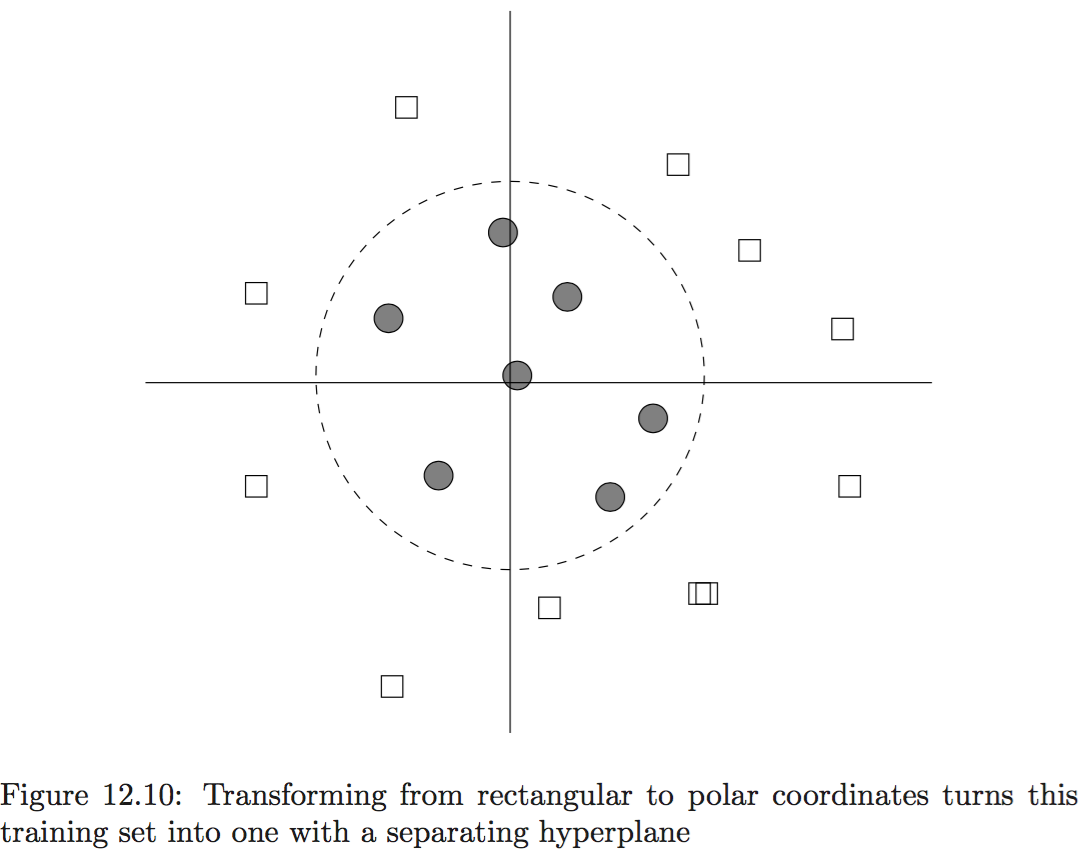 Figure 12.10: Transforming from rectangular to polar coordinates turns this
training set into one with a separating hyperplane